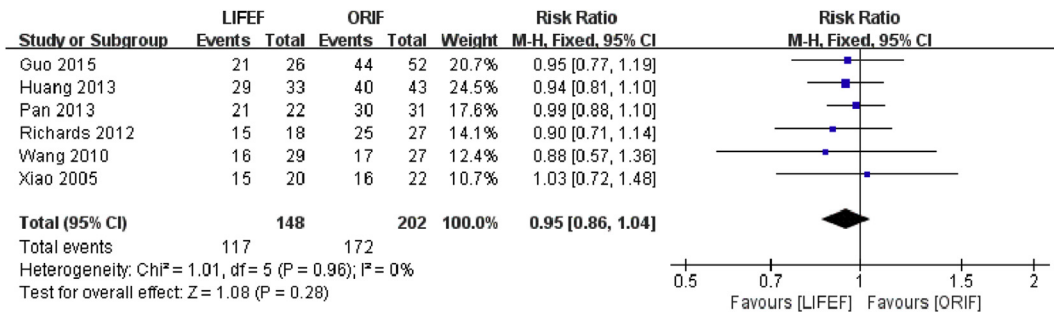 LIFEF ORIF Risk Ratio Risk Ratio
Study or Subgroup Events Total Events Total Weight M-H, Fixed, 95% CI M-H, Fixed, 95% CI
Guo 2015 21 26 44 52 20.7% 0.95 [0.77, 1.19]
Huang 2013 29 33 40 43 24.5% 0.94 [0.81, 1.10]
Pan 2013 21 22 30 31 17.6% 0.99 [0.88, 1.10]
Richards 2012 15 18 25 27 14.1% 0.90 [0.71, 1.14]
Wang 2010 16 29 17 27 12.4% 0.88 [0.57, 1.36]
Xiao 2005 15 20 16 22 10.7% 1.03 [0.72, 1.48]
Total (95% CI) 148 202 100.0% 0.95 [0.86, 1.04]
Total events 117 172
Heterogeneity: Chi² = 1.01, df = 5 (P = 0.96); I² = 0%
Test for overall effect: Z = 1.08 (P = 0.28)
0.5 0.7 1 1.5 2
Favours [LIFEF] Favours [ORIF]